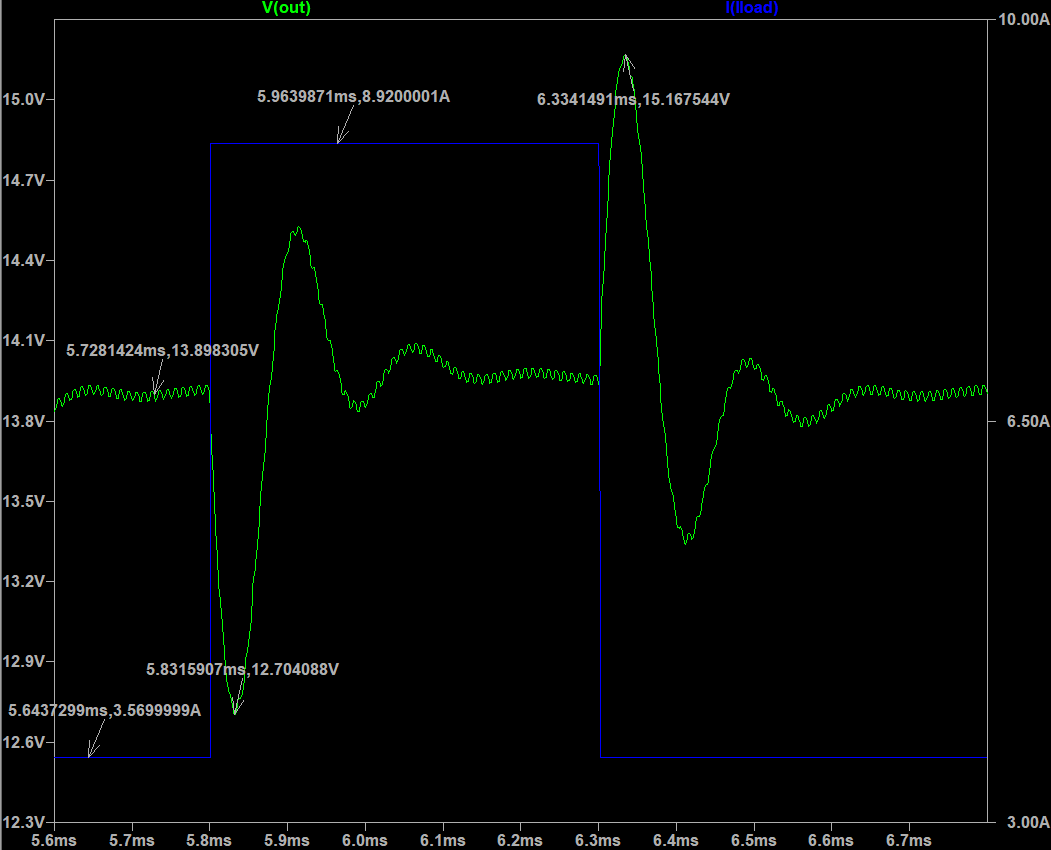 V(out)
I(Iload)
10.00A
15.0V
5.9639871ms,8.9200001A
6.3341491ms,15.167544V
14.7V
14.4V
14.1V
5.7281424ms,13.898305V
13.8V
6.50A
13.5V
13.2V
12.9V
5.8315907ms,12.704088V
5.6437299ms,3.5699999A
12.6V
12.3V
3.00A
5.6ms
5.7ms
5.8ms
5.9ms
6.0ms
6.1ms
6.2ms
6.3ms
6.4ms
6.5ms
6.6ms
6.7ms